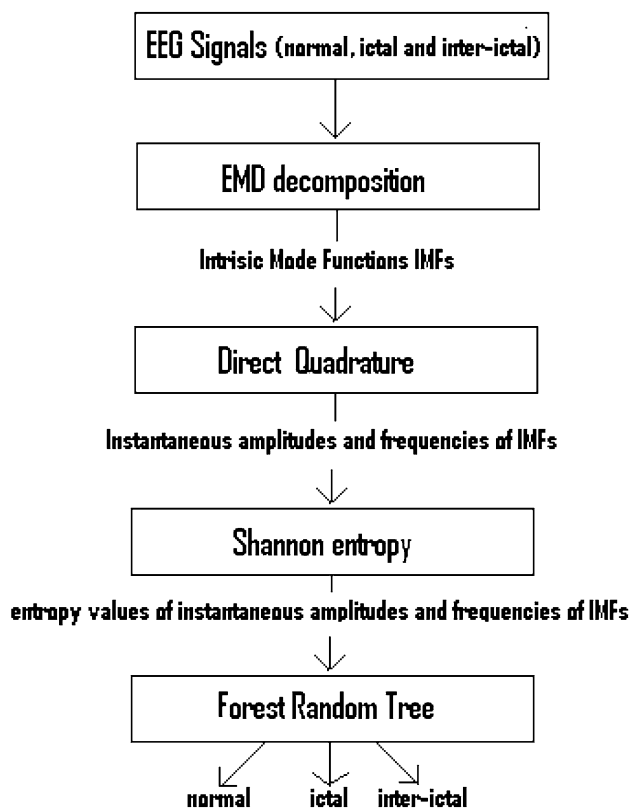 EEG Signals (normal, ictal and inter-ictal)
EMD decomposition
Intrisic Mode Functions IMFs
Direct Quadrature
Instantaneous amplitudes and frequencies of IMFs
Shannon entropy
entropy values of instantaneous amplitudes and frequencies of IMFs
Forest Random Tree
normal ictal inter-ictal